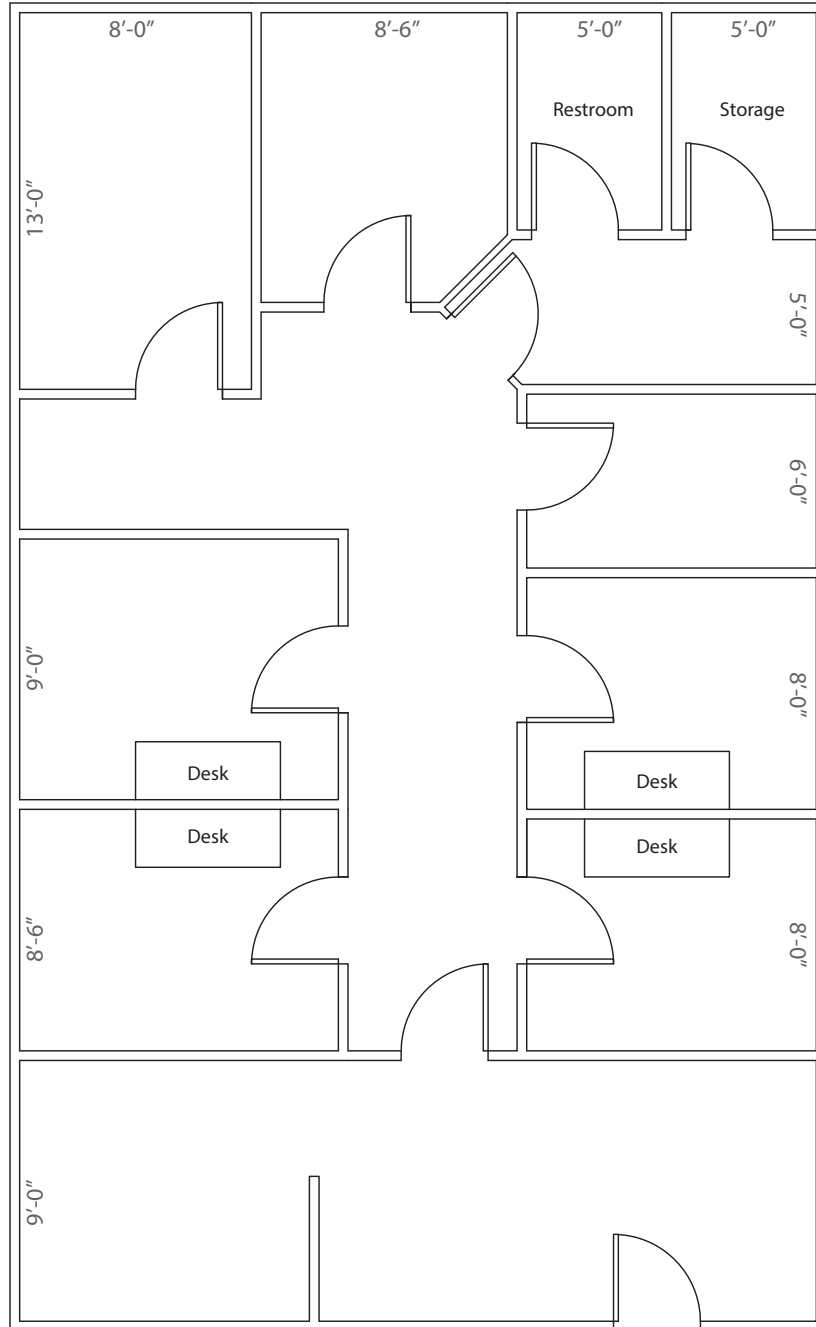 8’-0”
8’-6”
5’-0”
5’-0”
Restroom
Storage
13’-0”
5’-0”
6’-0”
9’-0”
8’-0”
Desk
Desk
Desk
Desk
8’-6”
8’-0”
9’-0”